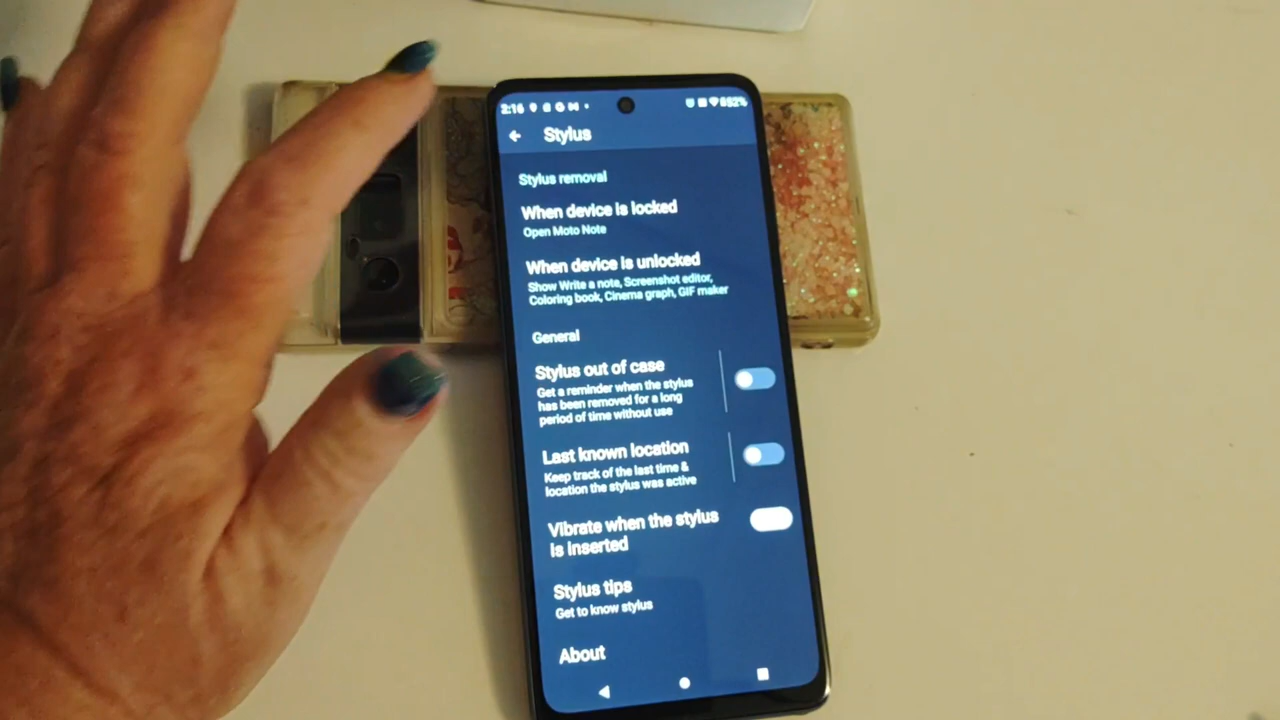 2:16 52%
Stylus
Stylus removal
When device is locked
Open Moto Note
When device is unlocked
Show Write a note, Screenshot editor,
Coloring book, Cinema graph, GIF maker
General
Stylus out of case
Get a reminder when the stylus
has been removed for a long
period of time without use
Last known location
Keep track of the last time &
location the stylus was active
Vibrate when the stylus
is inserted
Stylus tips
Get to know stylus
About